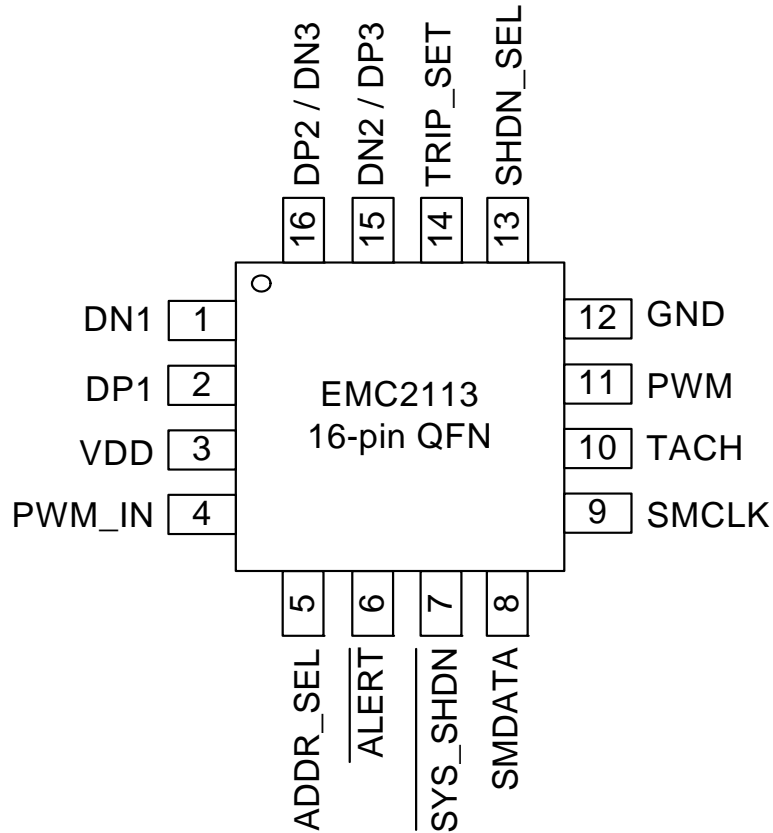 DP2 / DN3
DN2 / DP3
TRIP_SET
SHDN_SEL
16
15
14
13
DN1 1
DP1 2
VDD 3
PWM_IN 4
EMC2113
16-pin QFN
12 GND
11 PWM
10 TACH
9 SMCLK
5
6
7
8
ADDR_SEL
ALERT
SYS_SHDN
SMDATA